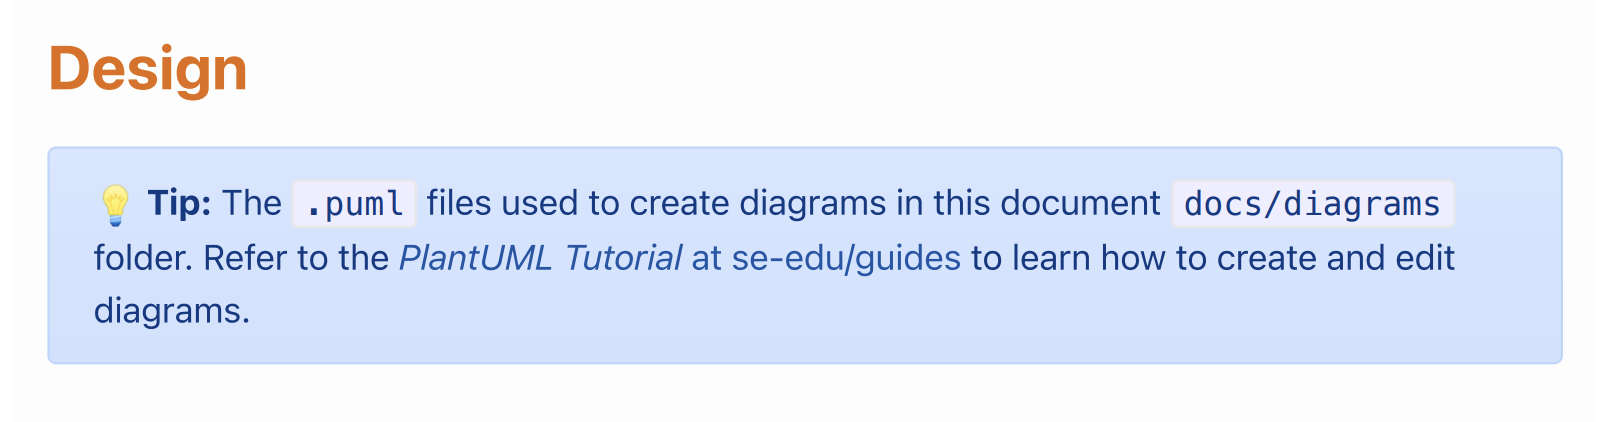 Design
💡 Tip: The .puml files used to create diagrams in this document docs/diagrams
folder. Refer to the PlantUML Tutorial at se-edu/guides to learn how to create and edit
diagrams.